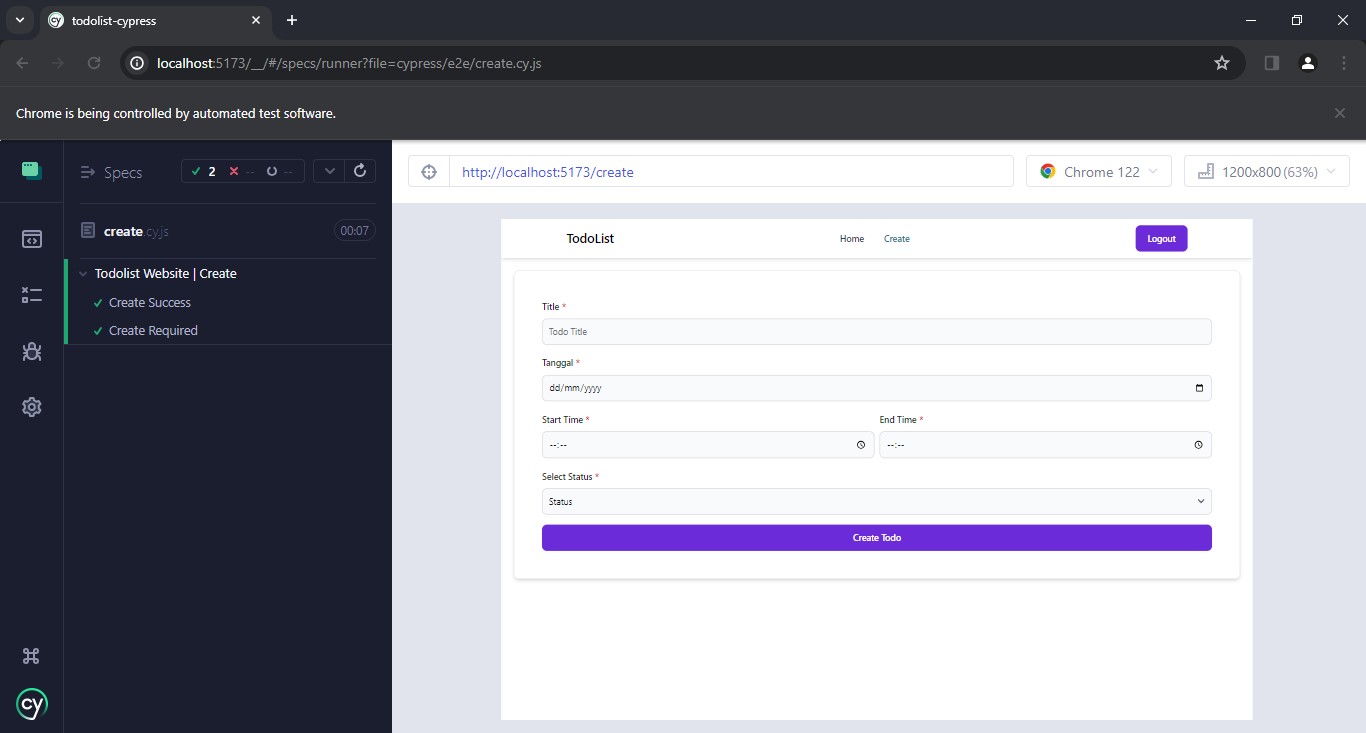 todolist-cypress
localhost:5173/__/#/specs/runner?file=cypress/e2e/create.cy.js
Chrome is being controlled by automated test software.
Specs
2 -- --
http://localhost:5173/create
Chrome 122
1200x800 (63%)
create.cy.js
00:07
Todolist Website | Create
Create Success
Create Required
cy
TodoList
Home
Create
Logout
Title *
Todo Title
Tanggal *
dd/mm/yyyy
Start Time *
End Time *
--:--
--:--
Select Status *
Status
Create Todo